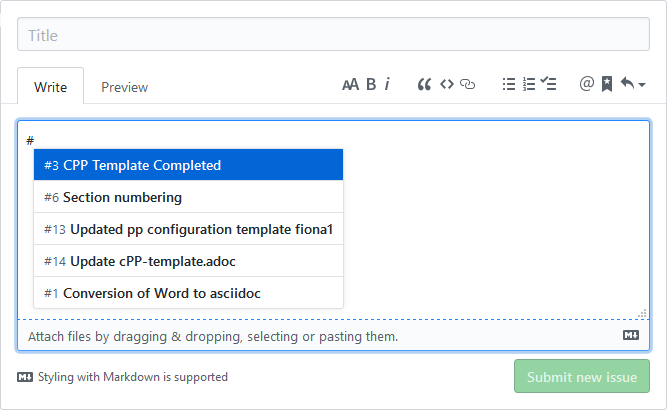 Title
Write Preview AA B i @
#
#3 CPP Template Completed
#6 Section numbering
#13 Updated pp configuration template fiona1
#14 Update cPP-template.adoc
#1 Conversion of Word to asciidoc
Attach files by dragging & dropping, selecting or pasting them.
Styling with Markdown is supported
Submit new issue